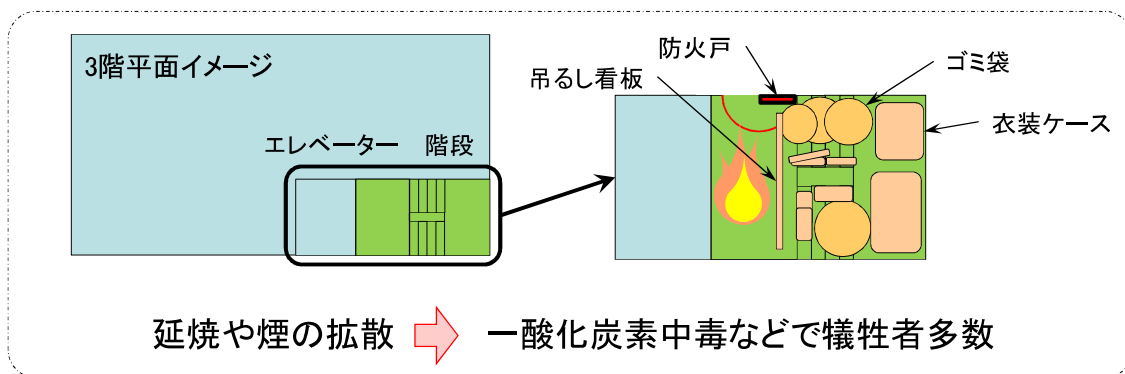 3階平面イメージ
エレベーター
階段
防火戸
吊るし看板
ゴミ袋
衣装ケース
延焼や煙の拡散
一酸化炭素中毒などで犠牲者多数